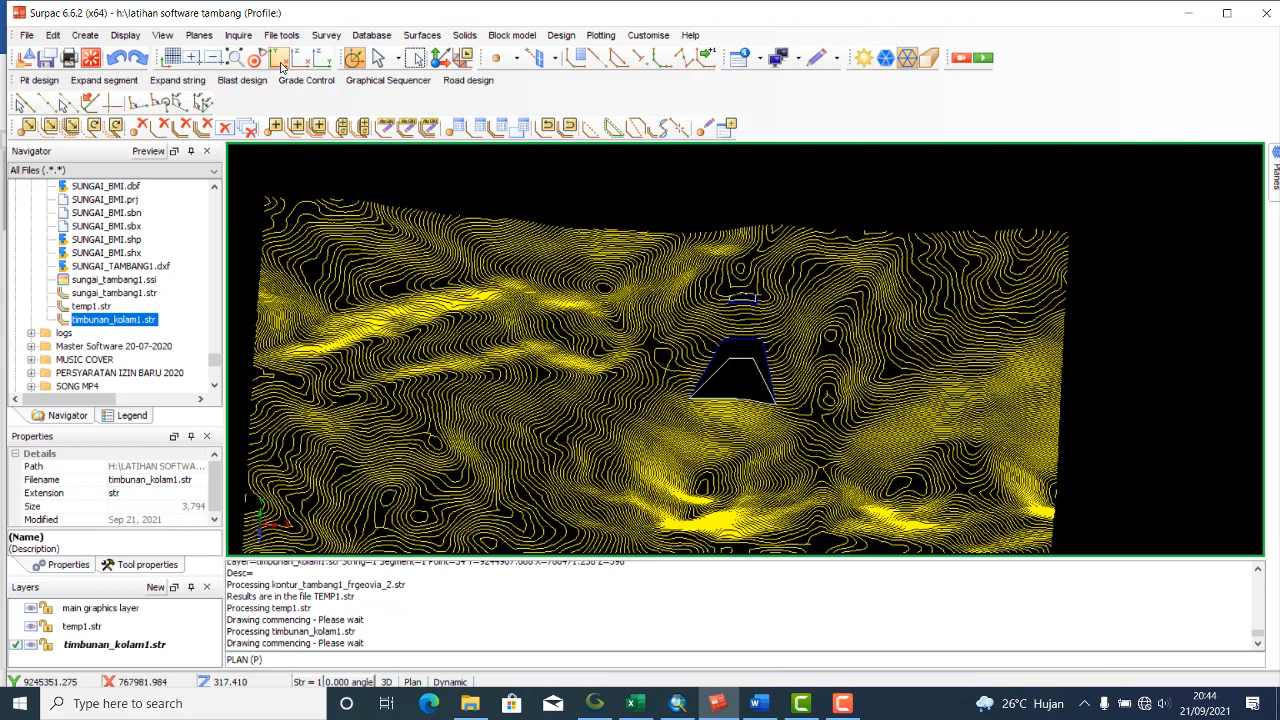 Surpac 6.6.2 (x64) - h:\latihan software tambang (Profile:)
File Edit Create Display View Planes Inquire File tools Survey Database Surfaces Solids Block model Design Plotting Customise Help
Pit design Expand segment Expand string Blast design Grade Control Graphical Sequencer Road design
Navigator Preview
All Files (.*.*)
SUNGAI_BMI.dbf
SUNGAI_BMI.prj
SUNGAI_BMI.sbn
SUNGAI_BMI.sbx
SUNGAI_BMI.shp
SUNGAI_BMI.shx
SUNGAI_TAMBANG1.dxf
sungai_tambang1.ssi
sungai_tambang1.str
temp1.str
timbunan_kolam1.str
logs
Master Software 20-07-2020
MUSIC COVER
PERSYARATAN IZIN BARU 2020
SONG MP4
Navigator Legend
Properties
Details
Path H:\LATIHAN SOFTWA...
Filename timbunan_kolam1.str
Extension str
Size 3,794
Modified Sep 21, 2021
(Name)
(Description)
Properties Tool properties
Layers New
main graphics layer
temp1.str
timbunan_kolam1.str
Planes
Desc=
Processing kontur_tambang1_frgeovia_2.str
Results are in the file TEMP1.str
Processing temp1.str
Drawing commencing - Please wait
Processing timbunan_kolam1.str
Drawing commencing - Please wait
PLAN (P)
Y 9245351.275 X 767981.984 Z 317.410 Str = 1 0.000 angle 3D Plan Dynamic
Type here to search
26°C Hujan
20:44
21/09/2021